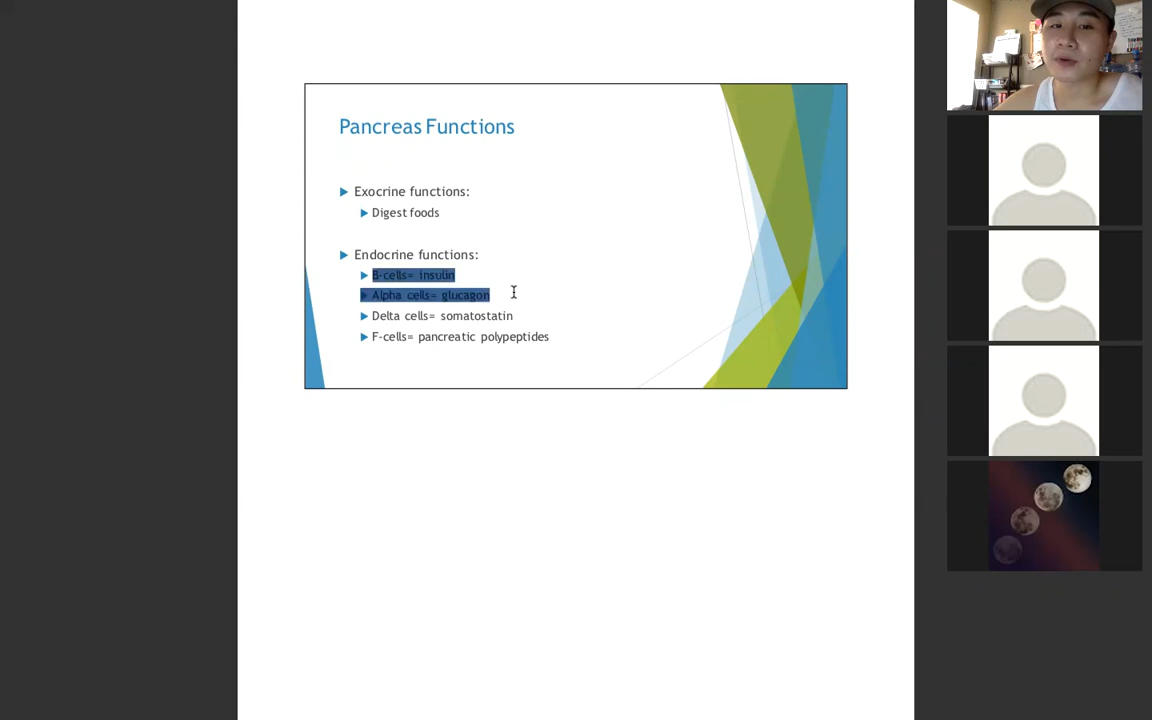 Pancreas Functions
Exocrine functions:
Digest foods
Endocrine functions:
B-cells= insulin
Alpha cells= glucagon
Delta cells= somatostatin
F-cells= pancreatic polypeptides